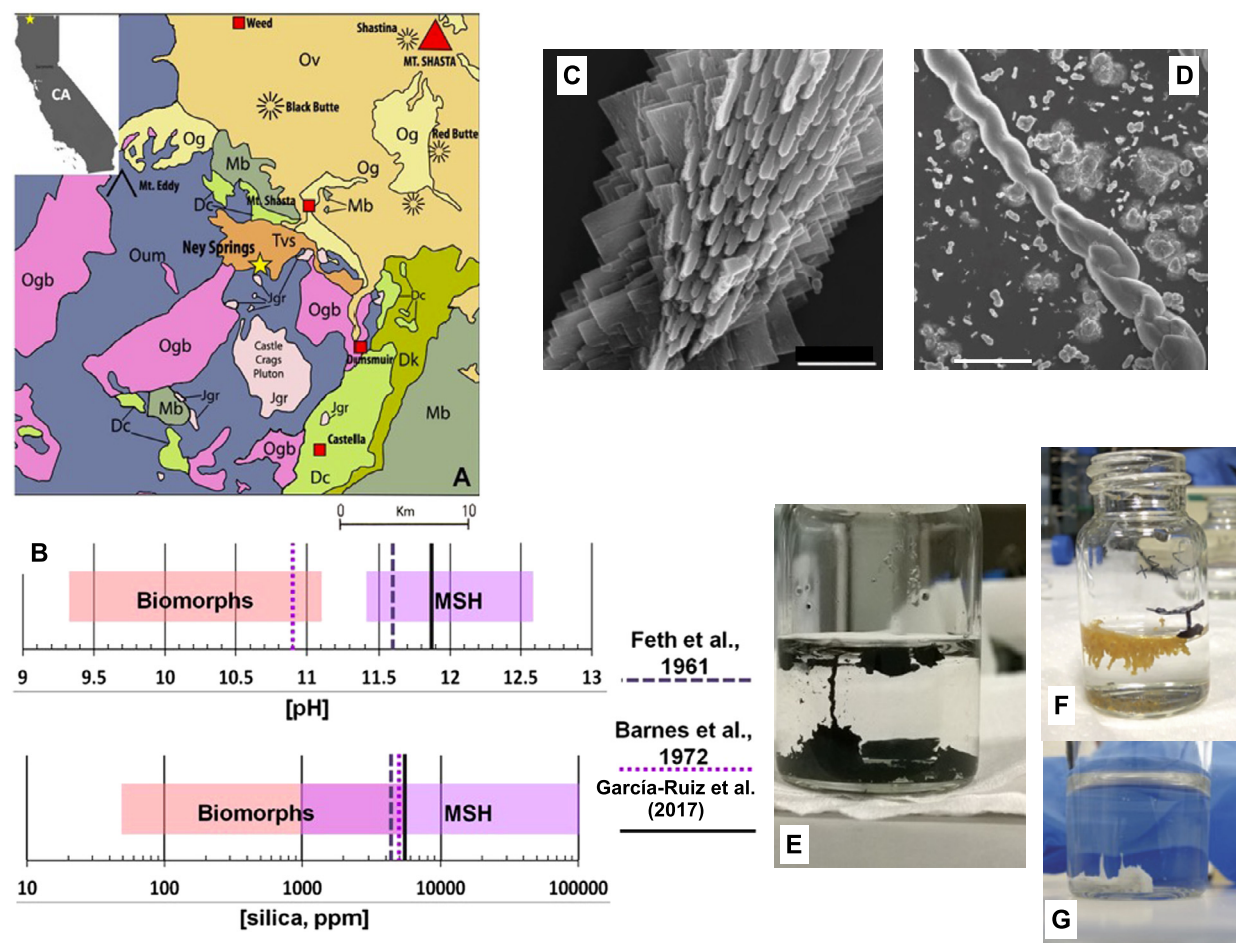 CA
Weed
Shastina
MT. SHASTA
Ov
Black Butte
Og
Red Butte
Og
Mb
Og
Mt. Eddy
Dc
Mt. Shasta
Mb
Ney Springs
Tvs
Oum
Ogb
Jgr
Ogb
Dc
Ogb
Castle
Crags
Pluton
Dunsmuir
Dk
Jgr
Jgr
Mb
Jgr
Mb
Dc
Ogb
Castella
Dc
A
0 Km 10
B
Biomorphs
MSH
9 9.5 10 10.5 11 11.5 12 12.5 13
[pH]
Feth et al.,
1961
Barnes et al.,
1972
García-Ruiz et al.
(2017)
Biomorphs
MSH
10 100 1000 10000 100000
[silica, ppm]
C
D
E
F
G